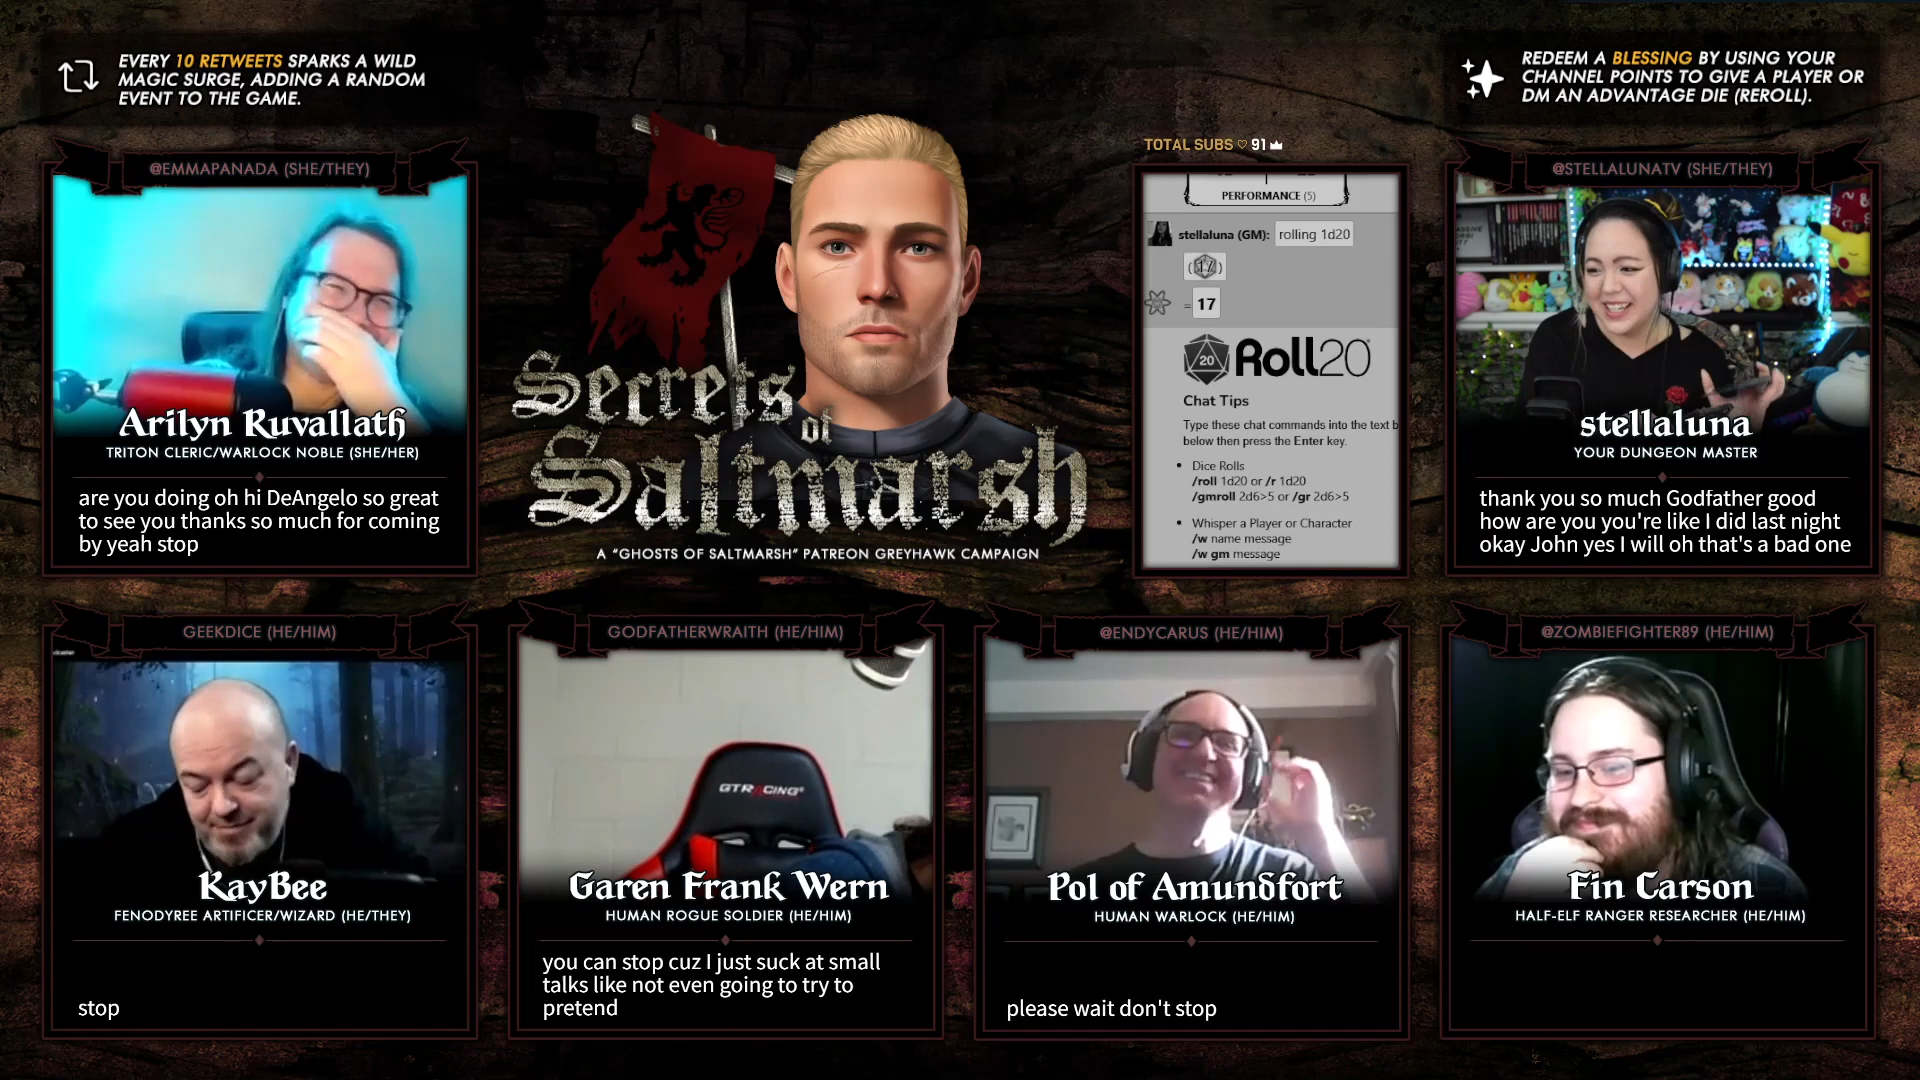 EVERY 10 RETWEETS SPARKS A WILD
MAGIC SURGE, ADDING A RANDOM
EVENT TO THE GAME.
REDEEM A BLESSING BY USING YOUR
CHANNEL POINTS TO GIVE A PLAYER OR
DM AN ADVANTAGE DIE (REROLL).
@EMMAPANADA (SHE/THEY)
Arilyn Ruvallath
TRITON CLERIC/WARLOCK NOBLE (SHE/HER)
are you doing oh hi DeAngelo so great
to see you thanks so much for coming
by yeah stop
Secrets
of
Saltmarsh
A "GHOSTS OF SALTMARSH" PATREON GREYHAWK CAMPAIGN
TOTAL SUBS ♡ 91
PERFORMANCE (5)
stellaluna (GM): rolling 1d20
(17)
= 17
20 Roll20
Chat Tips
Type these chat commands into the text b
below then press the Enter key.
• Dice Rolls
/roll 1d20 or /r 1d20
/gmroll 2d6>5 or /gr 2d6>5
• Whisper a Player or Character
/w name message
/w gm message
@STELLALUNATV (SHE/THEY)
stellaluna
YOUR DUNGEON MASTER
thank you so much Godfather good
how are you you're like I did last night
okay John yes I will oh that's a bad one
GEEKDICE (HE/HIM)
KayBee
FENODYREE ARTIFICER/WIZARD (HE/THEY)
stop
GODFATHERWRAITH (HE/HIM)
GTRACING
Garen Frank Wern
HUMAN ROGUE SOLDIER (HE/HIM)
you can stop cuz I just suck at small
talks like not even going to try to
pretend
@ENDYCARUS (HE/HIM)
Pol of Amundfort
HUMAN WARLOCK (HE/HIM)
please wait don't stop
@ZOMBIEFIGHTER89 (HE/HIM)
Fin Carson
HALF-ELF RANGER RESEARCHER (HE/HIM)